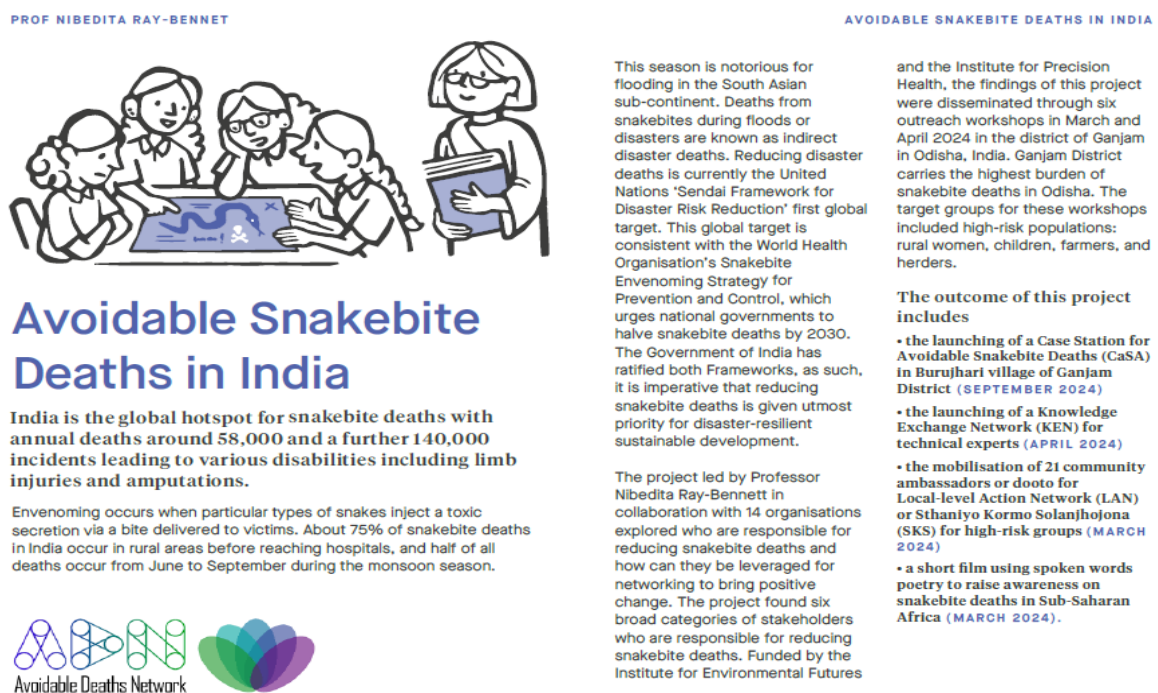 PROF NIBEDITA RAY-BENNET
AVOIDABLE SNAKEBITE DEATHS IN INDIA
Avoidable Snakebite
Deaths in India
India is the global hotspot for snakebite deaths with
annual deaths around 58,000 and a further 140,000
incidents leading to various disabilities including limb
injuries and amputations.
Envenoming occurs when particular types of snakes inject a toxic
secretion via a bite delivered to victims. About 75% of snakebite deaths
in India occur in rural areas before reaching hospitals, and half of all
deaths occur from June to September during the monsoon season.
ADN
Avoidable Deaths Network
This season is notorious for
flooding in the South Asian
sub-continent. Deaths from
snakebites during floods or
disasters are known as indirect
disaster deaths. Reducing disaster
deaths is currently the United
Nations ‘Sendai Framework for
Disaster Risk Reduction’ first global
target. This global target is
consistent with the World Health
Organisation’s Snakebite
Envenoming Strategy for
Prevention and Control, which
urges national governments to
halve snakebite deaths by 2030.
The Government of India has
ratified both Frameworks, as such,
it is imperative that reducing
snakebite deaths is given utmost
priority for disaster-resilient
sustainable development.
The project led by Professor
Nibedita Ray-Bennett in
collaboration with 14 organisations
explored who are responsible for
reducing snakebite deaths and
how can they be leveraged for
networking to bring positive
change. The project found six
broad categories of stakeholders
who are responsible for reducing
snakebite deaths. Funded by the
Institute for Environmental Futures
and the Institute for Precision
Health, the findings of this project
were disseminated through six
outreach workshops in March and
April 2024 in the district of Ganjam
in Odisha, India. Ganjam District
carries the highest burden of
snakebite deaths in Odisha. The
target groups for these workshops
included high-risk populations:
rural women, children, farmers, and
herders.
The outcome of this project
includes
• the launching of a Case Station for
Avoidable Snakebite Deaths (CaSA)
in Burujhari village of Ganjam
District (SEPTEMBER 2024)
• the launching of a Knowledge
Exchange Network (KEN) for
technical experts (APRIL 2024)
• the mobilisation of 21 community
ambassadors or dooto for
Local-level Action Network (LAN)
or Sthaniyo Kormo Solanjhojona
(SKS) for high-risk groups (MARCH
2024)
• a short film using spoken words
poetry to raise awareness on
snakebite deaths in Sub-Saharan
Africa (MARCH 2024).